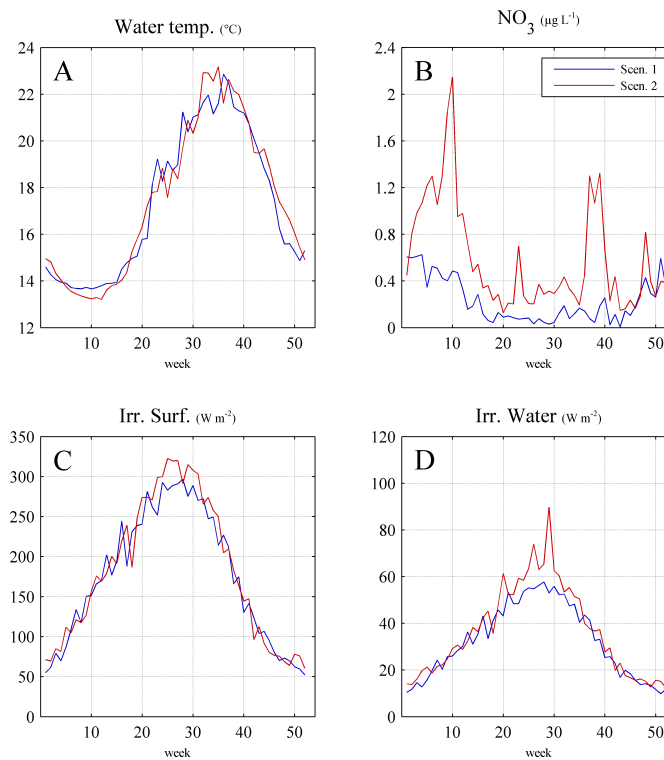 Water temp. (°C)
A
22
20
18
16
14
12
10 20 30 40 50
week
NO3 (µg L-1)
B
Scen. 1
Scen. 2
2.4
2
1.6
1.2
0.8
0.4
0
10 20 30 40 50
week
Irr. Surf. (W m-2)
C
350
300
250
200
150
100
50
0
10 20 30 40 50
week
Irr. Water (W m-2)
D
120
100
80
60
40
20
0
10 20 30 40 50
week